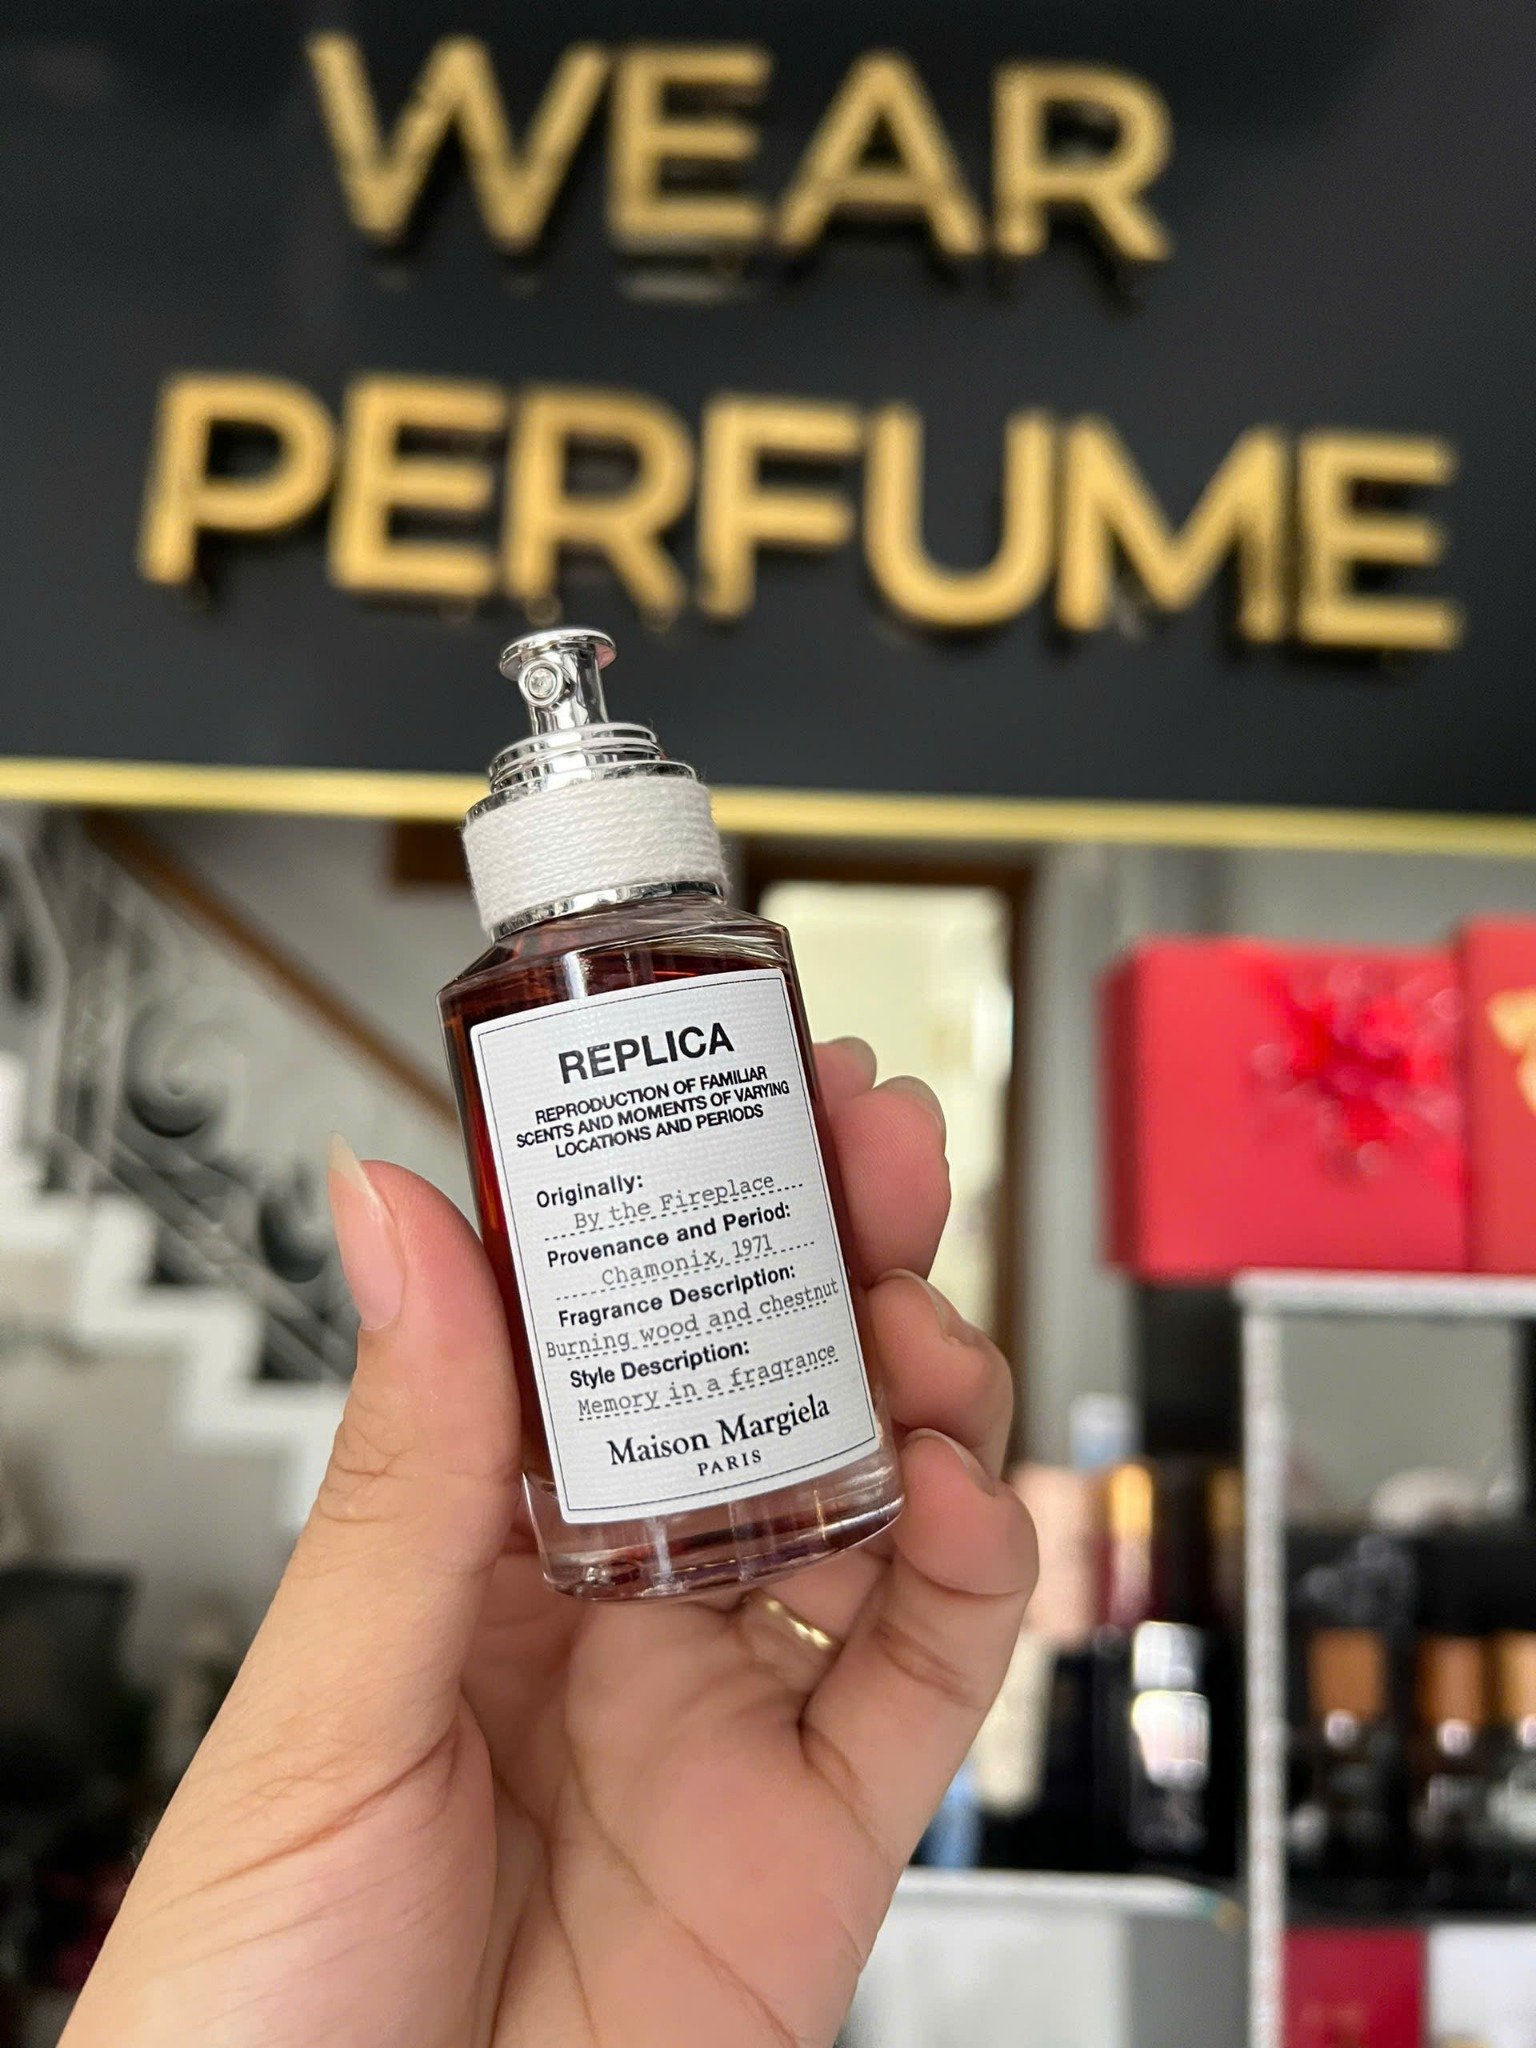 WEAR
PERFUME
REPLICA
REPRODUCTION OF FAMILIAR
SCENTS AND MOMENTS OF VARYING
LOCATIONS AND PERIODS
Originally:
By the Fireplace
Provenance and Period:
Chamonix, 1971
Fragrance Description:
Burning wood and chestnut
Style Description:
Memory in a fragrance
Maison Margiela
PARIS